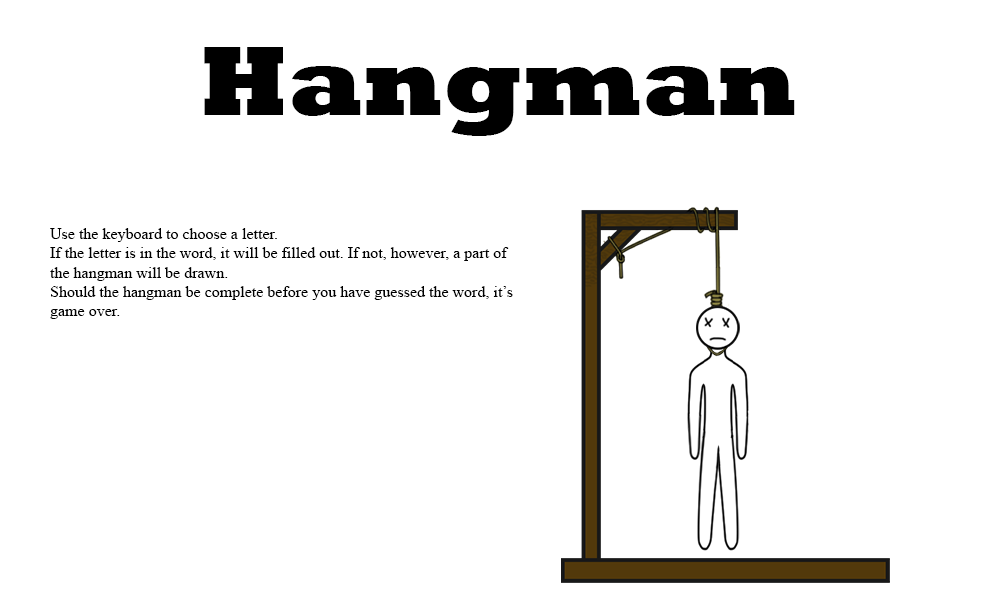 Hangman
Use the keyboard to choose a letter.
If the letter is in the word, it will be filled out. If not, however, a part of
the hangman will be drawn.
Should the hangman be complete before you have guessed the word, it’s
game over.